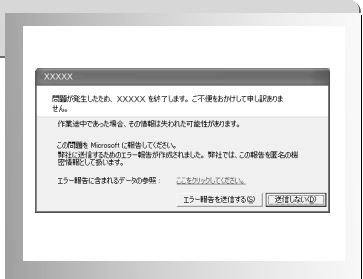 XXXXX
問題が発生したため、XXXXX を終了します。ご不便をおかけして申し訳ありま
せん。
作業途中であった場合、その情報は失われた可能性があります。
この問題を Microsoft に報告してください。
弊社に送信するためのエラー報告が作成されました。弊社では、この報告を匿名の機
密情報として扱います。
エラー報告に含まれるデータの参照: ここをクリックしてください。
エラー報告を送信する(S) 送信しない(D)